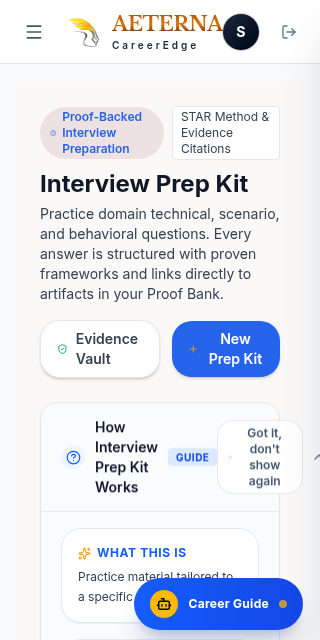 AETERNA
CareerEdge
S
Proof-Backed
Interview
Preparation
STAR Method &
Evidence
Citations
Interview Prep Kit
Practice domain technical, scenario,
and behavioral questions. Every
answer is structured with proven
frameworks and links directly to
artifacts in your Proof Bank.
Evidence
Vault
New
Prep Kit
How
Interview
Prep Kit
Works
GUIDE
Got it,
don't
show
again
WHAT THIS IS
Practice material tailored to
a specific
Career Guide